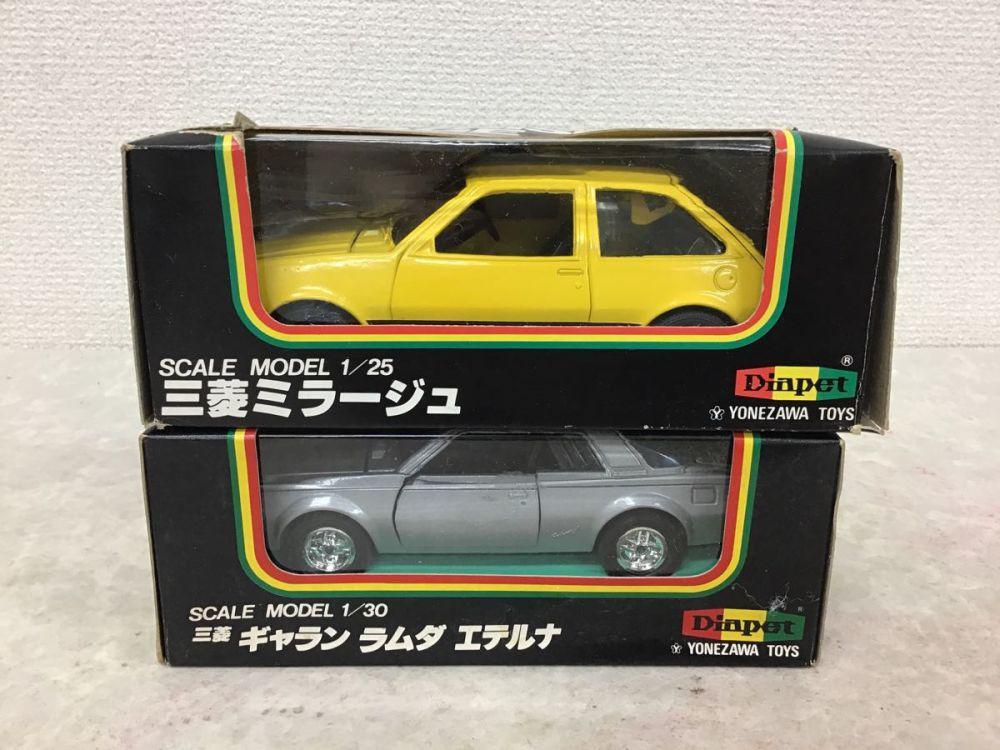 SCALE MODEL 1/25
三菱ミラージュ
Diapet ®
YONEZAWA TOYS
SCALE MODEL 1/30
三菱 ギャラン ラムダ エテルナ
Diapet ®
YONEZAWA TOYS